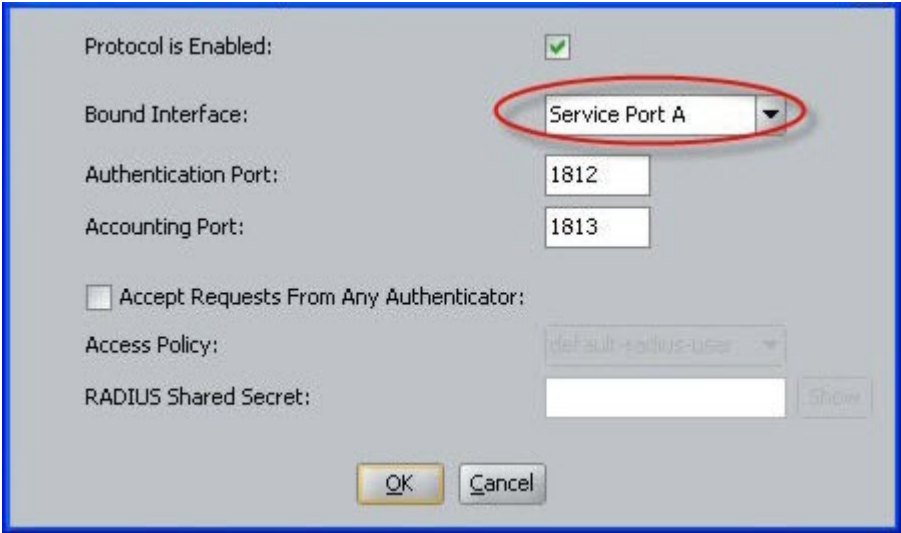 Protocol is Enabled:
Bound Interface: Service Port A
Authentication Port: 1812
Accounting Port: 1813
Accept Requests From Any Authenticator:
Access Policy: default-radius-user
RADIUS Shared Secret: Show
OK Cancel